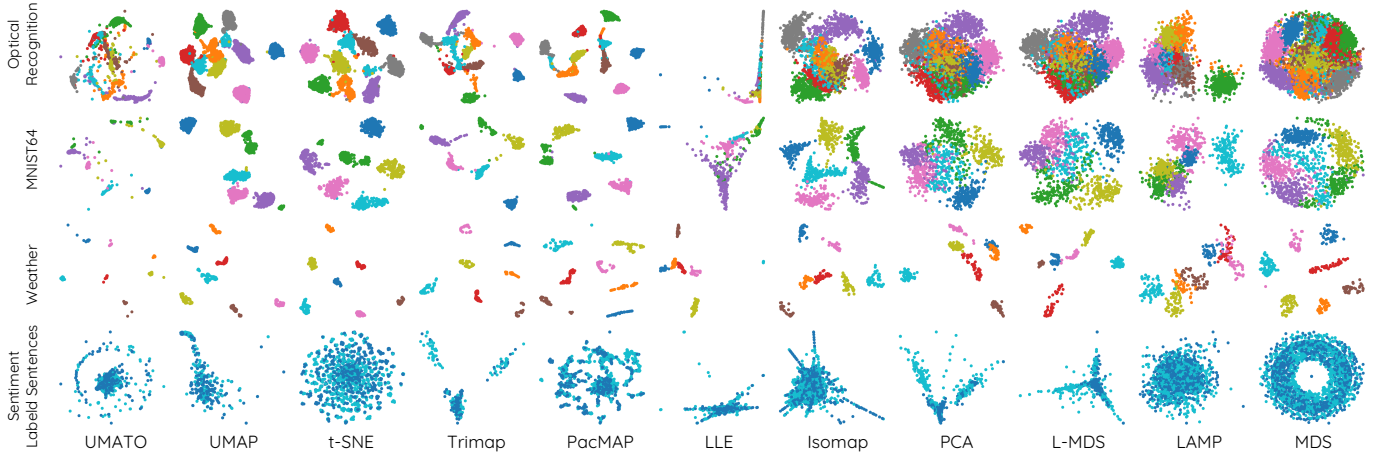 Optical
Recognition
MNIST64
Weather
Sentiment
Labeld Sentences
UMATO
UMAP
t-SNE
Trimap
PacMAP
LLE
Isomap
PCA
L-MDS
LAMP
MDS